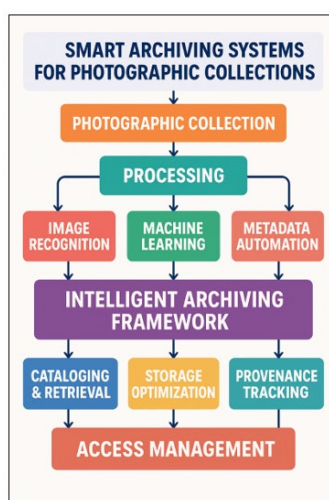 SMART ARCHIVING SYSTEMS
FOR PHOTOGRAPHIC COLLECTIONS
PHOTOGRAPHIC COLLECTION
PROCESSING
IMAGE
RECOGNITION
MACHINE
LEARNING
METADATA
AUTOMATION
INTELLIGENT ARCHIVING
FRAMEWORK
CATALOGING
& RETRIEVAL
STORAGE
OPTIMIZATION
PROVENANCE
TRACKING
ACCESS MANAGEMENT